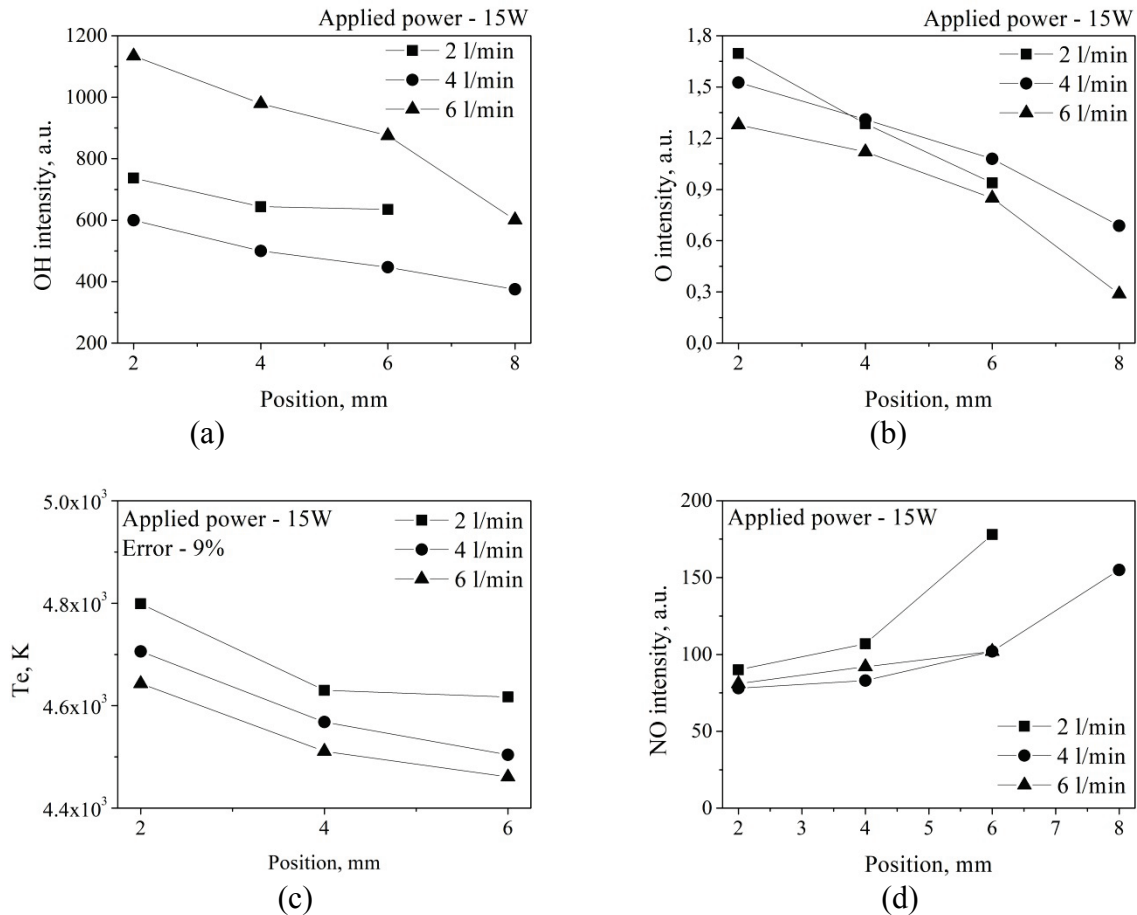 Applied power - 15W
1200
1000
800
600
400
200
OH intensity, a.u.
2 l/min
4 l/min
6 l/min
2 4 6 8
Position, mm
(a)
Applied power - 15W
1,8
1,5
1,2
0,9
0,6
0,3
0,0
O intensity, a.u.
2 l/min
4 l/min
6 l/min
2 4 6 8
Position, mm
(b)
5.0x10³
4.8x10³
4.6x10³
4.4x10³
Te, K
Applied power - 15W
Error - 9%
2 l/min
4 l/min
6 l/min
2 4 6
Position, mm
(c)
200
150
100
50
0
NO intensity, a.u.
Applied power - 15W
2 l/min
4 l/min
6 l/min
2 3 4 5 6 7 8
Position, mm
(d)